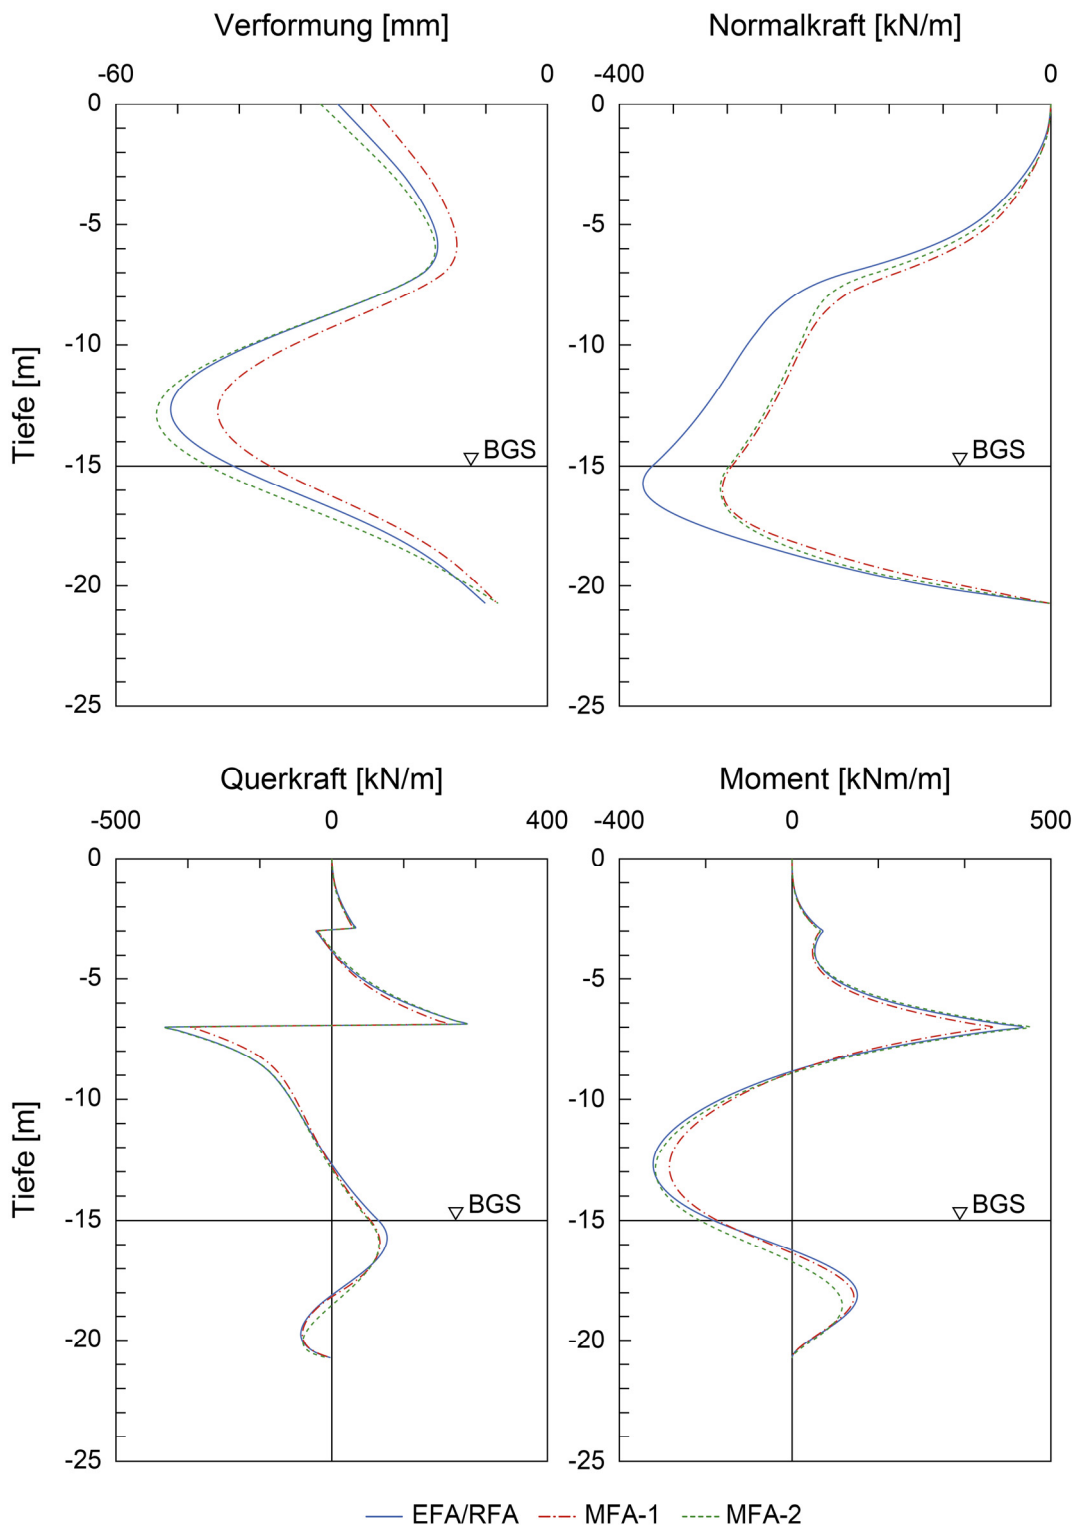 Verformung [mm]
Normalkraft [kN/m]
-60 0
-400 0
0
-5
-10
-15
-20
-25
Tiefe [m]
BGS
0
-5
-10
-15
-20
-25
BGS
Querkraft [kN/m]
Moment [kNm/m]
-500 0 400
-400 0 500
0
-5
-10
-15
-20
-25
Tiefe [m]
BGS
0
-5
-10
-15
-20
-25
BGS
EFA/RFA MFA-1 MFA-2